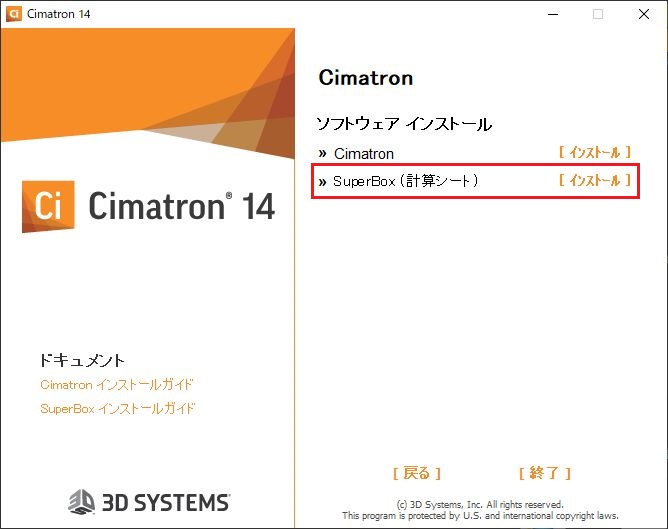 Ci Cimatron 14
Cimatron
ソフトウェア インストール
» Cimatron [ インストール ]
» SuperBox (計算シート) [ インストール ]
Ci Cimatron® 14
ドキュメント
Cimatron インストールガイド
SuperBox インストールガイド
3D SYSTEMS
[ 戻る ] [ 終了 ]
(c) 3D Systems, Inc. All rights reserved.
This program is protected by U.S. and international copyright laws.